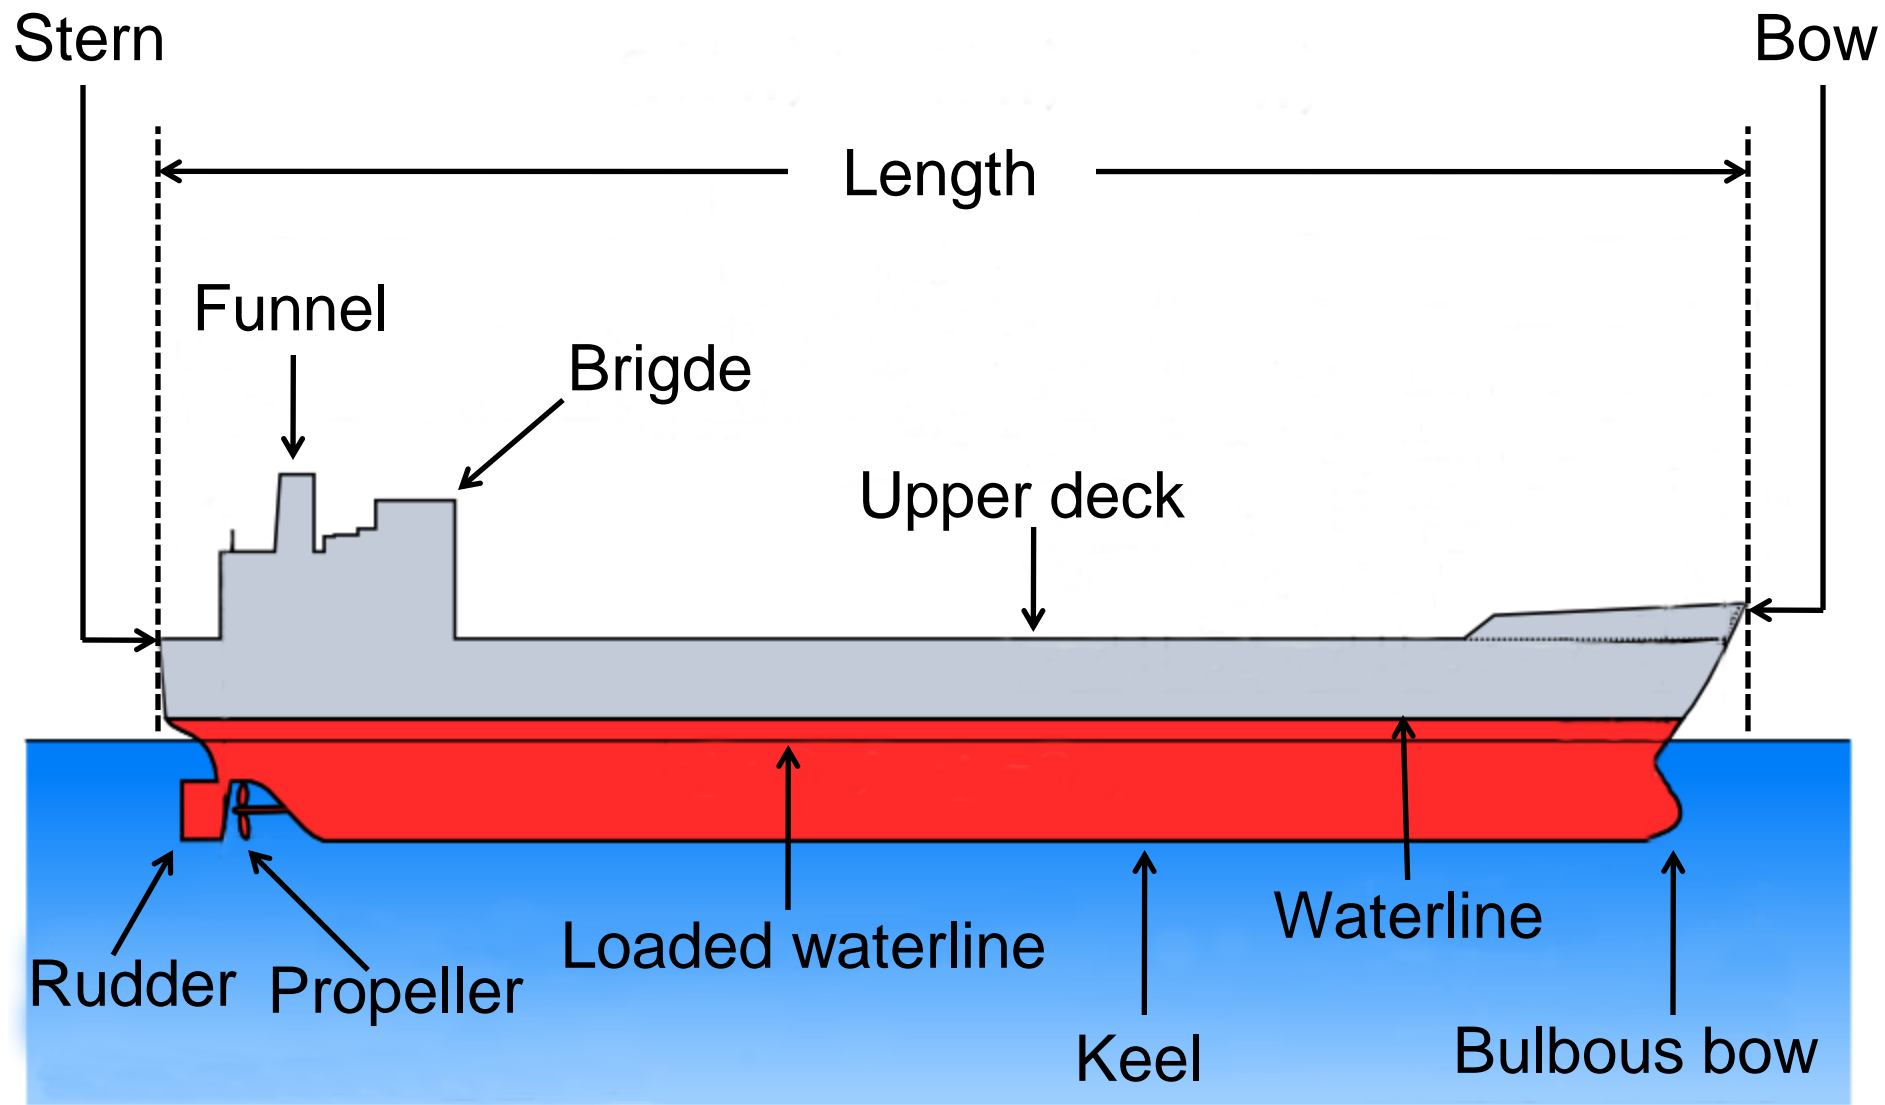 Stern
Bow
Length
Funnel
Brigde
Upper deck
Waterline
Loaded waterline
Rudder
Propeller
Keel
Bulbous bow